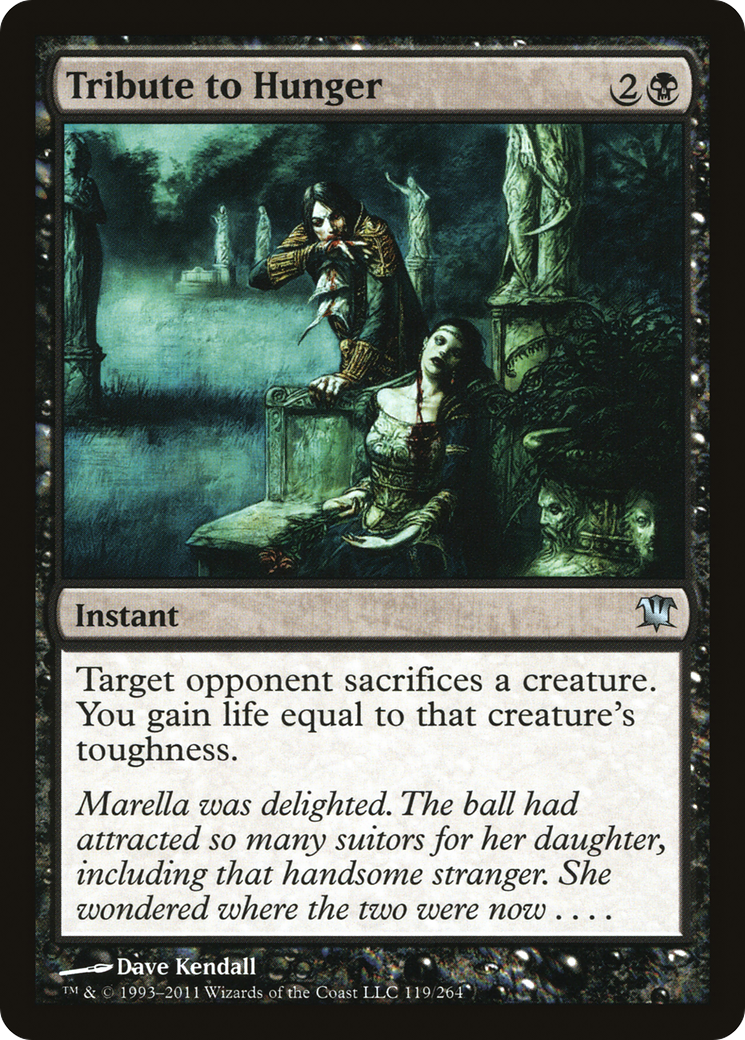 Tribute to Hunger 2
Instant
Target opponent sacrifices a creature.
You gain life equal to that creature's
toughness.
Marella was delighted. The ball had
attracted so many suitors for her daughter,
including that handsome stranger. She
wondered where the two were now . . . .
Dave Kendall
™ & © 1993–2011 Wizards of the Coast LLC 119/264